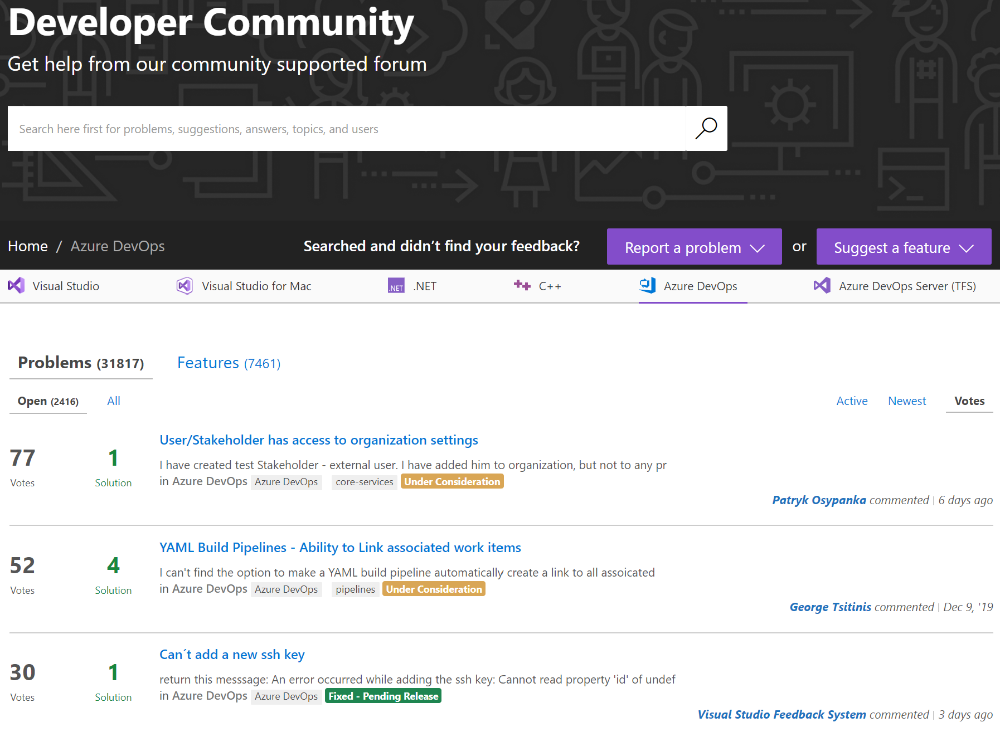 Developer Community
Get help from our community supported forum
Search here first for problems, suggestions, answers, topics, and users
Home / Azure DevOps
Searched and didn’t find your feedback?
Report a problem
or
Suggest a feature
Visual Studio
Visual Studio for Mac
.NET
.NET
C++
Azure DevOps
Azure DevOps Server (TFS)
Problems (31817)
Features (7461)
Open (2416)
All
Active
Newest
Votes
77
Votes
1
Solution
User/Stakeholder has access to organization settings
I have created test Stakeholder - external user. I have added him to organization, but not to any pr
in Azure DevOps Azure DevOps core-services Under Consideration
Patryk Osypanka commented | 6 days ago
52
Votes
4
Solution
YAML Build Pipelines - Ability to Link associated work items
I can't find the option to make a YAML build pipeline automatically create a link to all assoicated
in Azure DevOps Azure DevOps pipelines Under Consideration
George Tsitinis commented | Dec 9, '19
30
Votes
1
Solution
Can´t add a new ssh key
return this messsage: An error occurred while adding the ssh key: Cannot read property 'id' of undef
in Azure DevOps Azure DevOps Fixed - Pending Release
Visual Studio Feedback System commented | 3 days ago